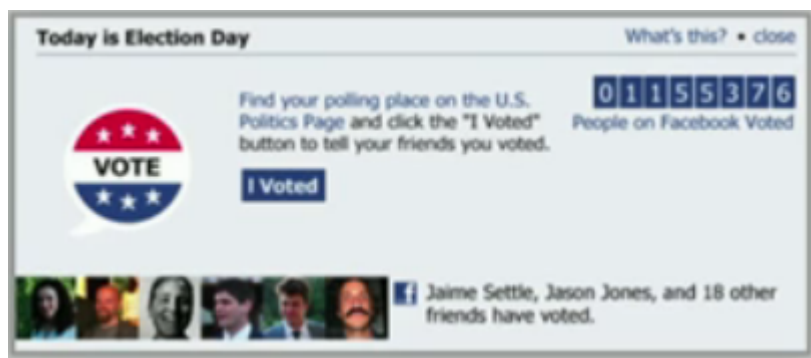 Today is Election Day
What's this? • close
Find your polling place on the U.S.
Politics Page and click the "I Voted"
button to tell your friends you voted.
I Voted
VOTE
0 1 1 5 5 3 7 6
People on Facebook Voted
f Jaime Settle, Jason Jones, and 18 other
friends have voted.